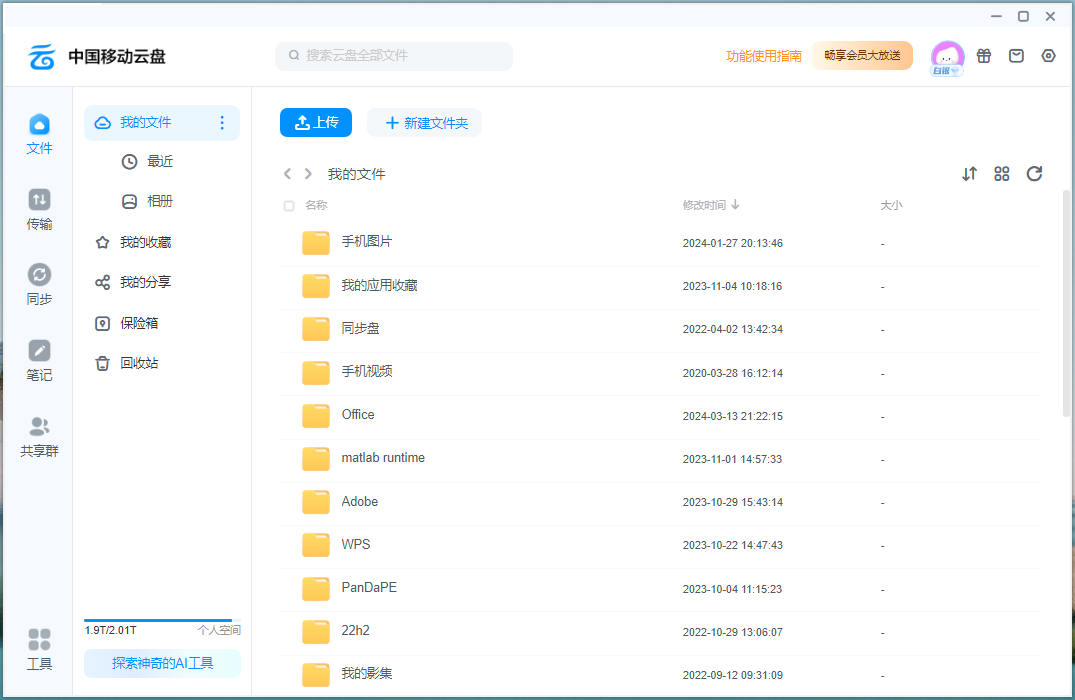 中国移动云盘
搜索云盘全部文件
功能使用指南
畅享会员大放送
白银
文件
传输
同步
笔记
共享群
工具
我的文件
最近
相册
我的收藏
我的分享
保险箱
回收站
1.9T/2.01T 个人空间
探索神奇的AI工具
上传
新建文件夹
我的文件
名称 修改时间 大小
手机图片 2024-01-27 20:13:46 -
我的应用收藏 2023-11-04 10:18:16 -
同步盘 2022-04-02 13:42:34 -
手机视频 2020-03-28 16:12:14 -
Office 2024-03-13 21:22:15 -
matlab runtime 2023-11-01 14:57:33 -
Adobe 2023-10-29 15:43:14 -
WPS 2023-10-22 14:47:43 -
PanDaPE 2023-10-04 11:15:23 -
22h2 2022-10-29 13:06:07 -
我的影集 2022-09-12 09:31:09 -